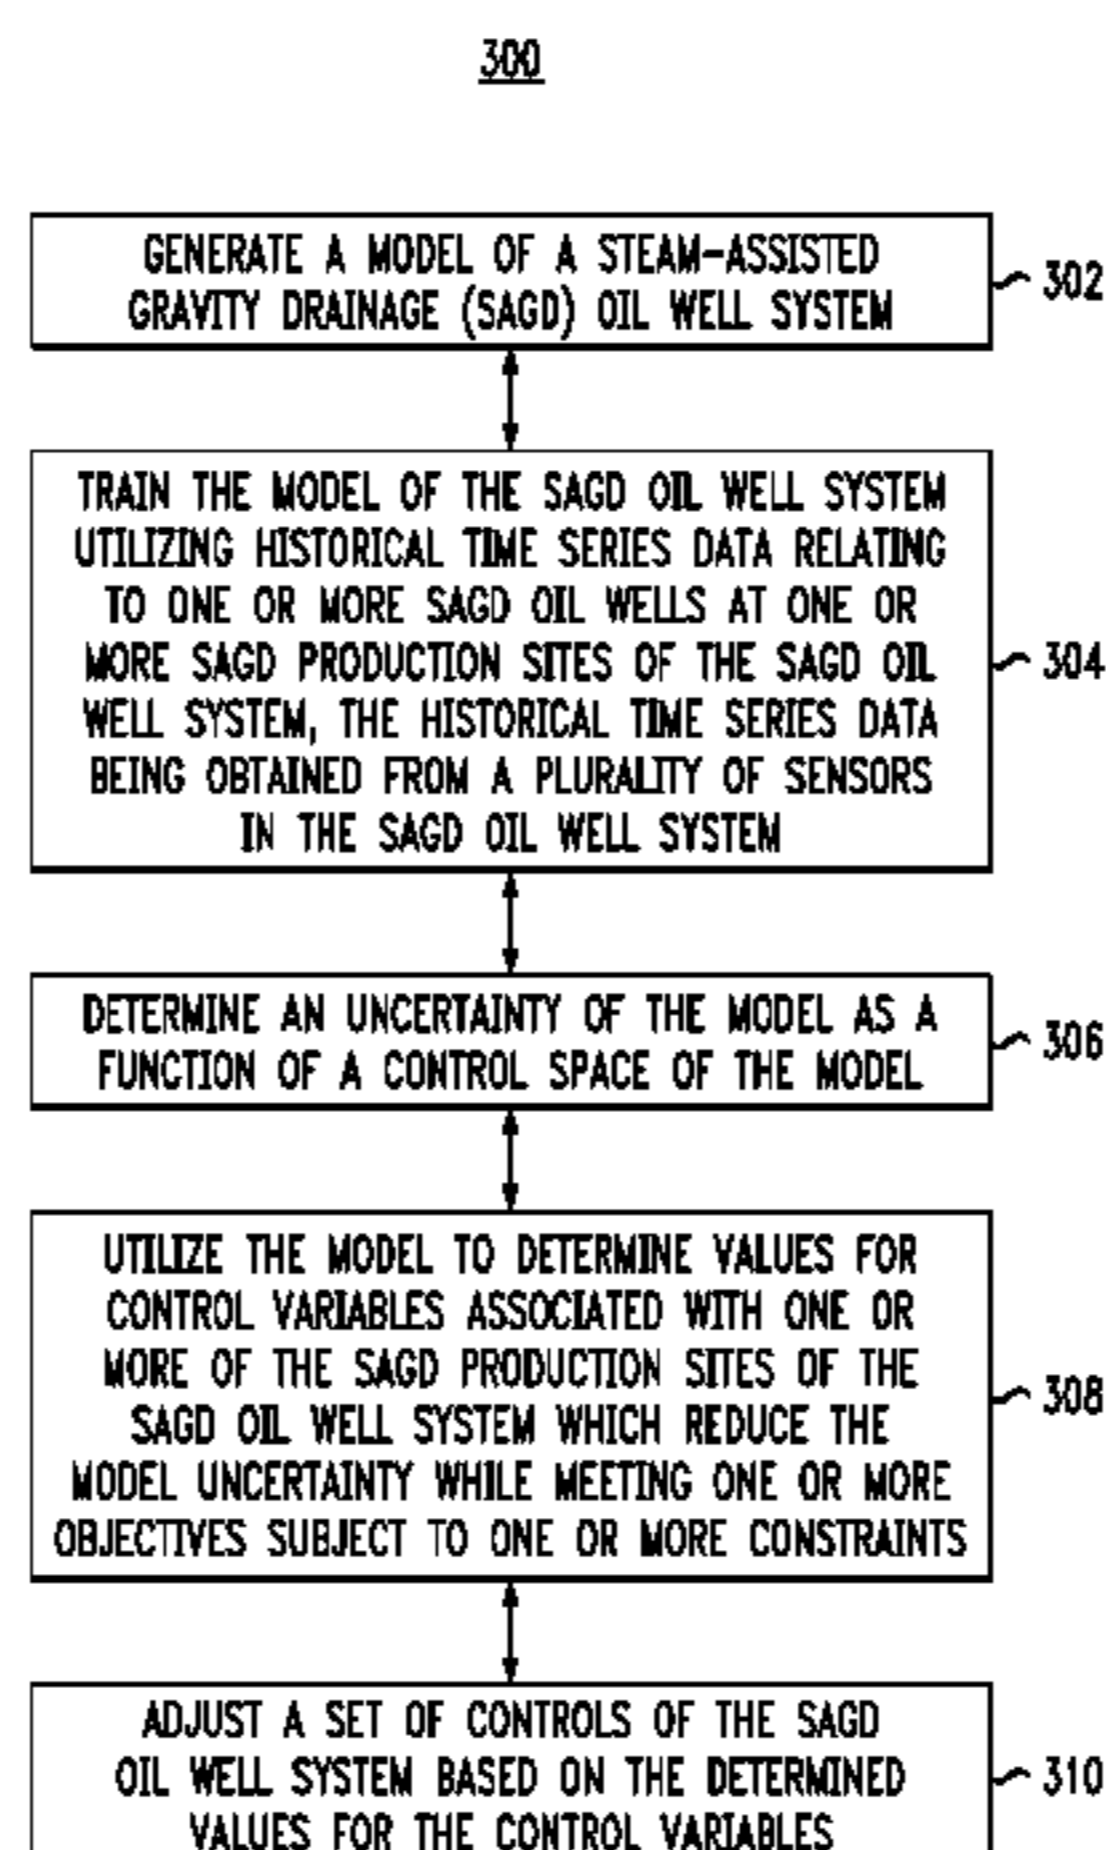 300
GENERATE A MODEL OF A STEAM-ASSISTED
GRAVITY DRAINAGE (SAGD) OIL WELL SYSTEM
302
TRAIN THE MODEL OF THE SAGD OIL WELL SYSTEM
UTILIZING HISTORICAL TIME SERIES DATA RELATING
TO ONE OR MORE SAGD OIL WELLS AT ONE OR
MORE SAGD PRODUCTION SITES OF THE SAGD OIL
WELL SYSTEM, THE HISTORICAL TIME SERIES DATA
BEING OBTAINED FROM A PLURALITY OF SENSORS
IN THE SAGD OIL WELL SYSTEM
304
DETERMINE AN UNCERTAINTY OF THE MODEL AS A
FUNCTION OF A CONTROL SPACE OF THE MODEL
306
UTILIZE THE MODEL TO DETERMINE VALUES FOR
CONTROL VARIABLES ASSOCIATED WITH ONE OR
MORE OF THE SAGD PRODUCTION SITES OF THE
SAGD OIL WELL SYSTEM WHICH REDUCE THE
MODEL UNCERTAINTY WHILE MEETING ONE OR MORE
OBJECTIVES SUBJECT TO ONE OR MORE CONSTRAINTS
308
ADJUST A SET OF CONTROLS OF THE SAGD
OIL WELL SYSTEM BASED ON THE DETERMINED
VALUES FOR THE CONTROL VARIABLES
310